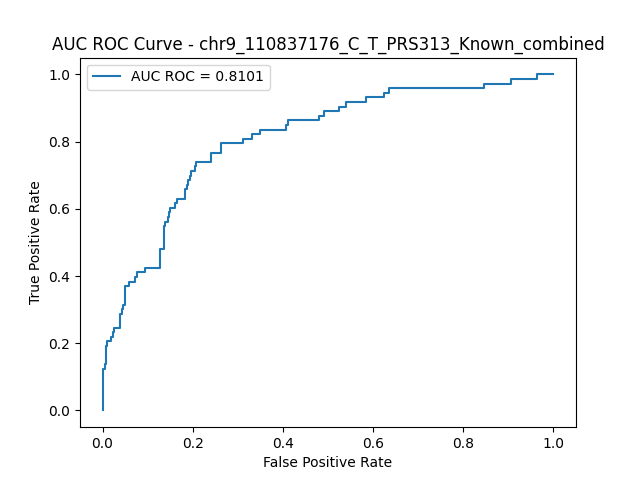 AUC ROC Curve - chr9_110837176_C_T_PRS313_Known_combined
AUC ROC = 0.8101
1.0
0.8
0.6
0.4
0.2
0.0
True Positive Rate
0.0 0.2 0.4 0.6 0.8 1.0
False Positive Rate